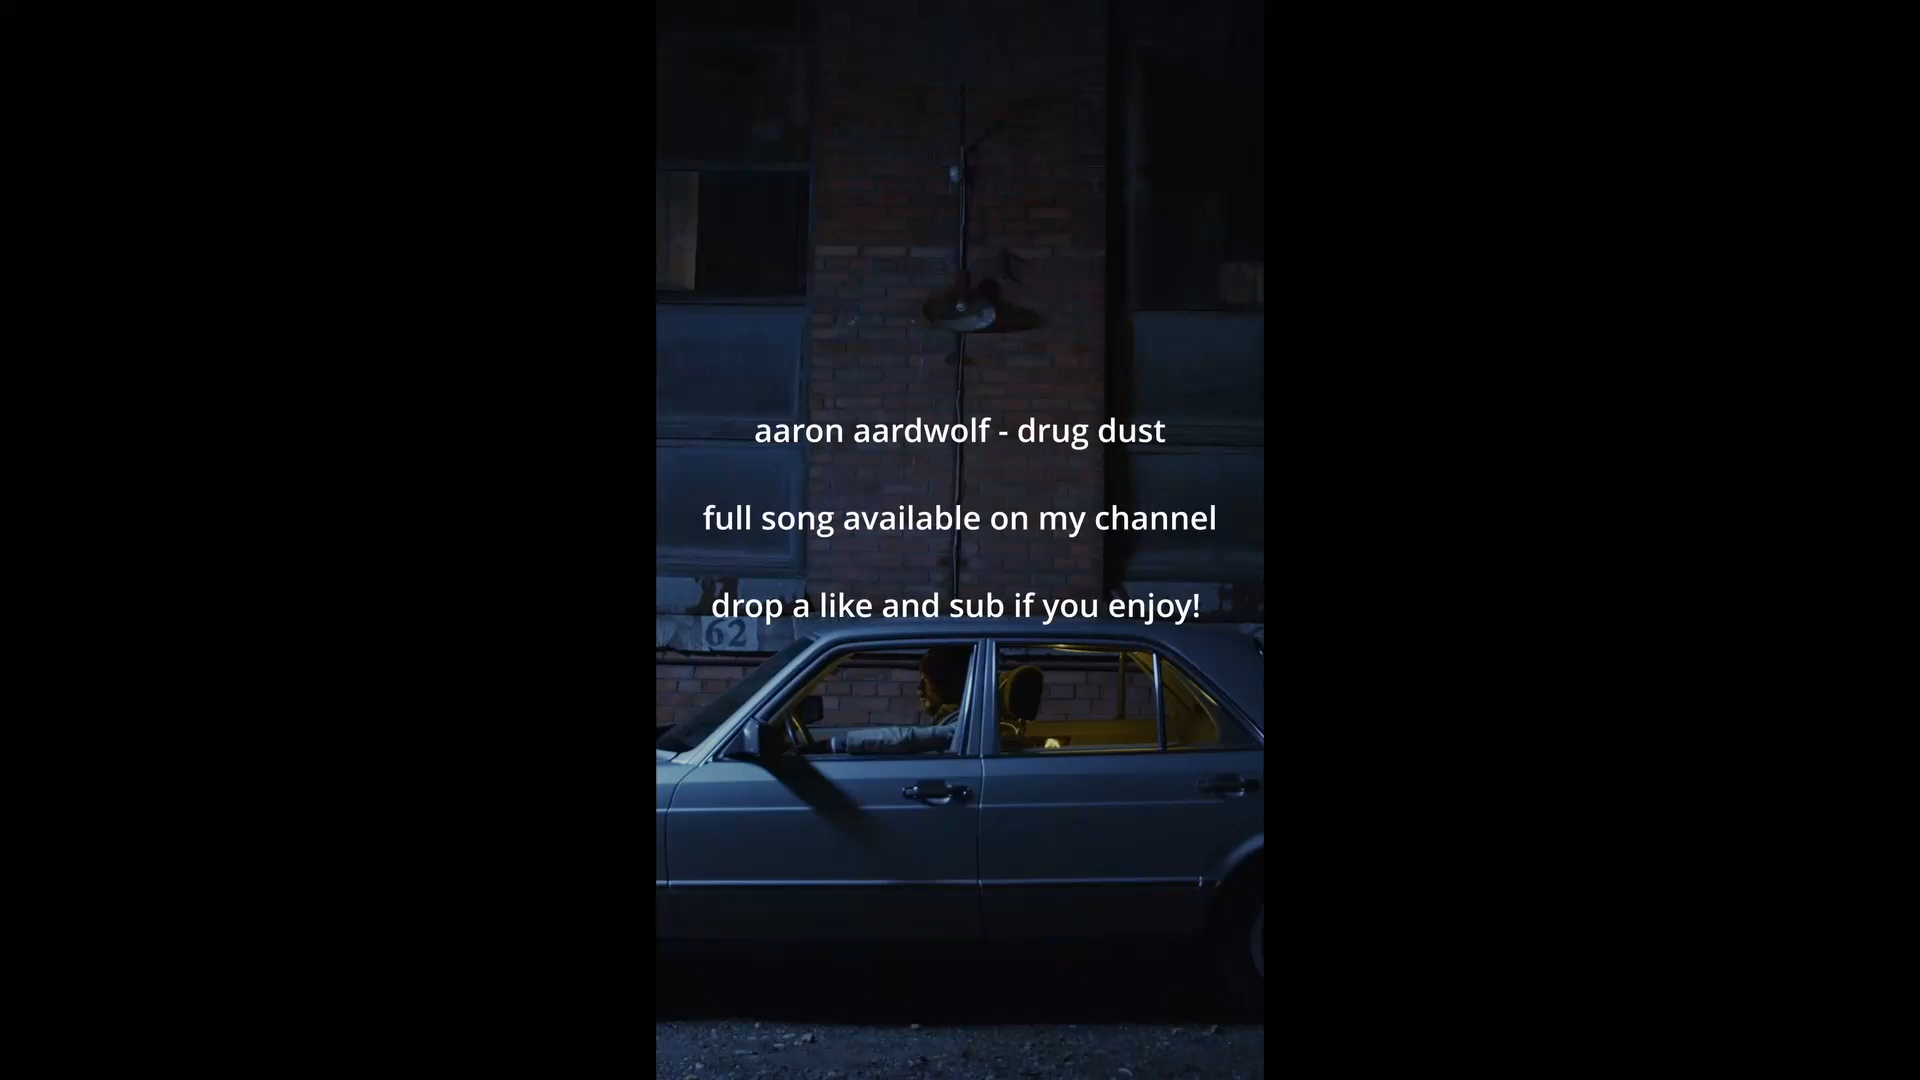 aaron aardwolf - drug dust
full song available on my channel
drop a like and sub if you enjoy!
62